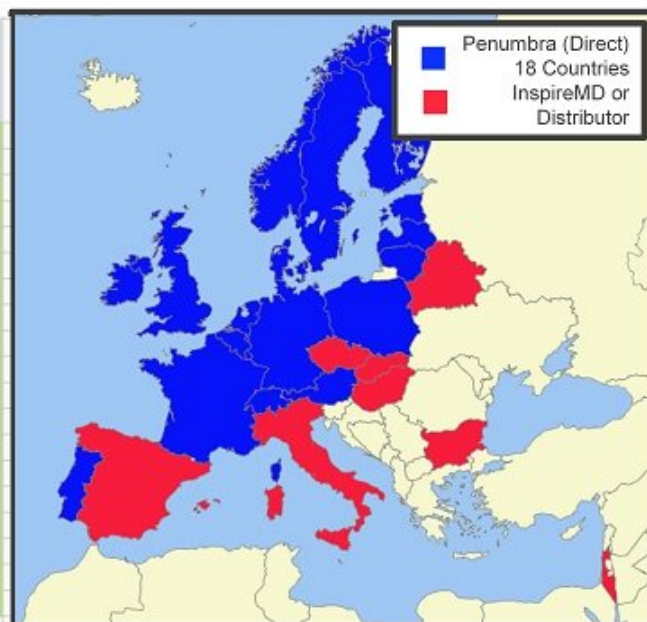 Penumbra (Direct)
18 Countries
InspireMD or
Distributor